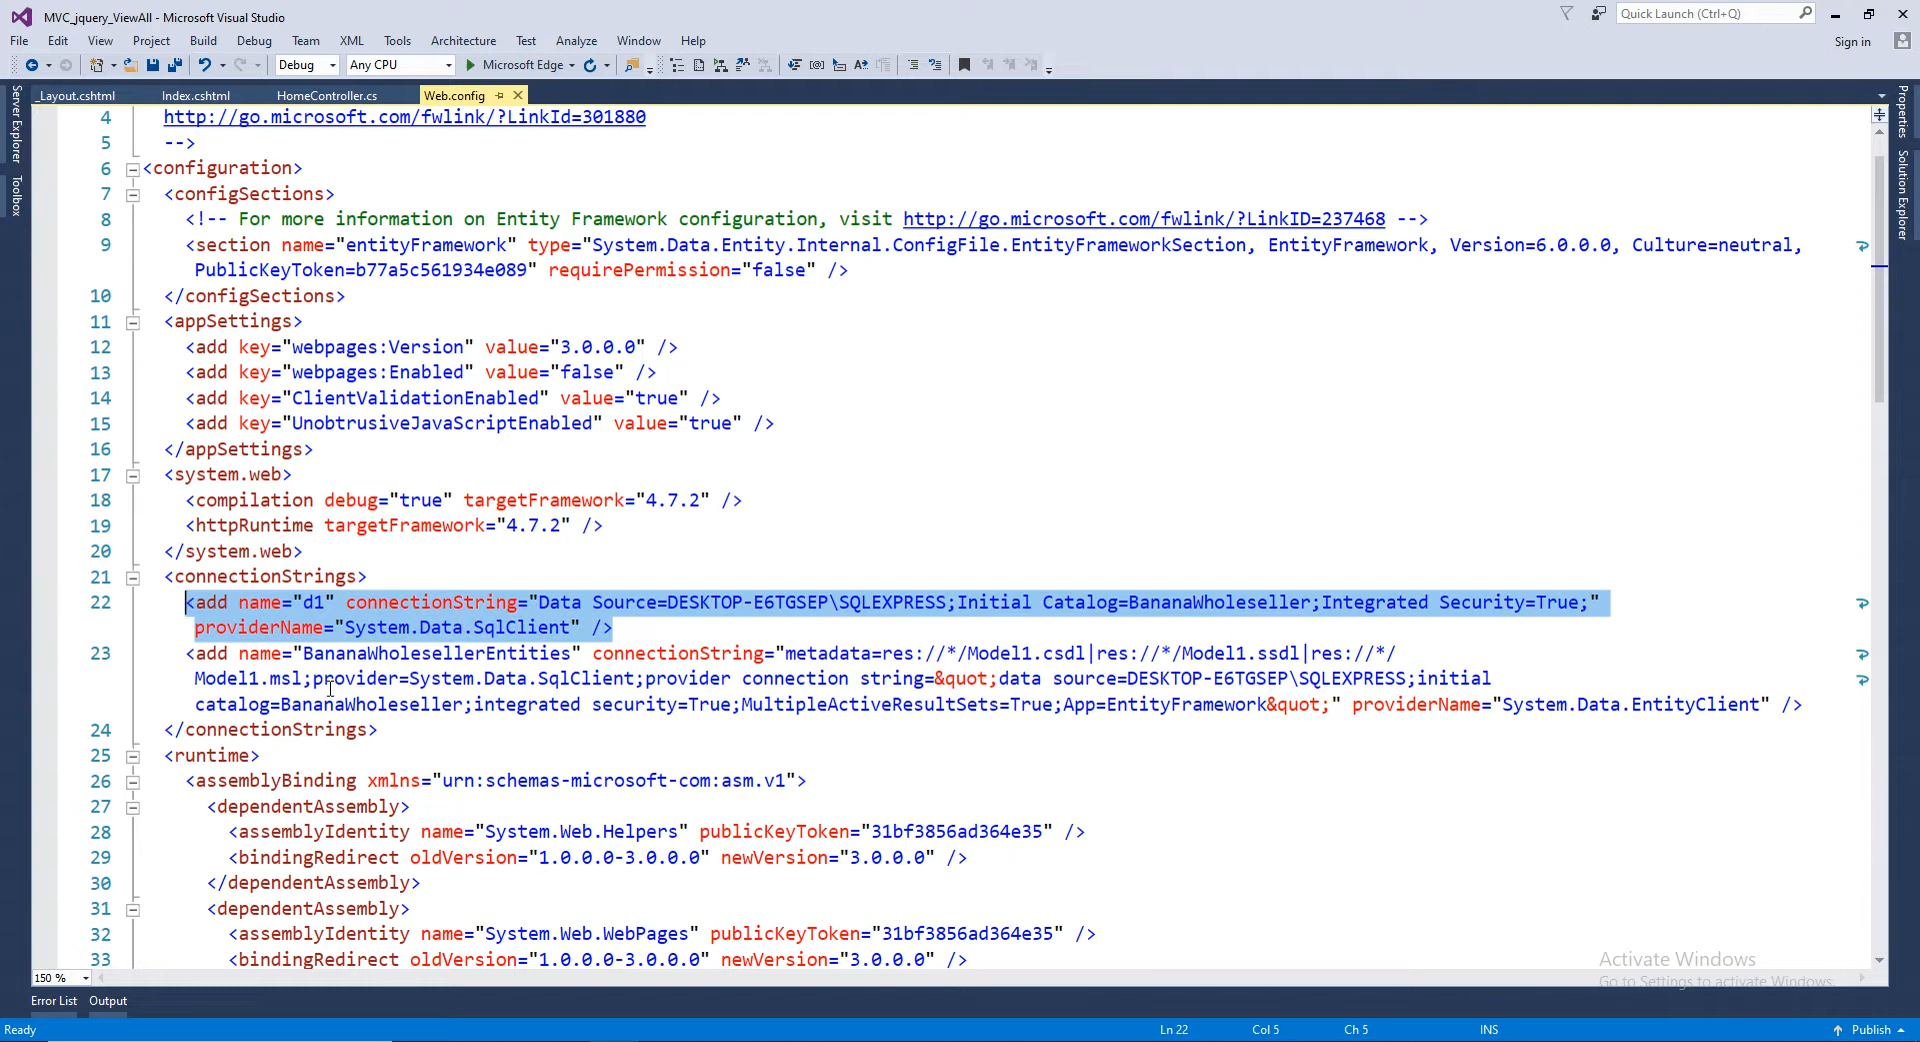 MVC_jquery_ViewAll - Microsoft Visual Studio
Quick Launch (Ctrl+Q)
File Edit View Project Build Debug Team XML Tools Architecture Test Analyze Window Help
Sign in
Debug Any CPU Microsoft Edge
_Layout.cshtml Index.cshtml HomeController.cs Web.config
Server Explorer
Toolbox
Properties
Solution Explorer
4 http://go.microsoft.com/fwlink/?LinkId=301880
5 -->
6 <configuration>
7 <configSections>
8 <!-- For more information on Entity Framework configuration, visit http://go.microsoft.com/fwlink/?LinkID=237468 -->
9 <section name="entityFramework" type="System.Data.Entity.Internal.ConfigFile.EntityFrameworkSection, EntityFramework, Version=6.0.0.0, Culture=neutral,
PublicKeyToken=b77a5c561934e089" requirePermission="false" />
10 </configSections>
11 <appSettings>
12 <add key="webpages:Version" value="3.0.0.0" />
13 <add key="webpages:Enabled" value="false" />
14 <add key="ClientValidationEnabled" value="true" />
15 <add key="UnobtrusiveJavaScriptEnabled" value="true" />
16 </appSettings>
17 <system.web>
18 <compilation debug="true" targetFramework="4.7.2" />
19 <httpRuntime targetFramework="4.7.2" />
20 </system.web>
21 <connectionStrings>
22 <add name="d1" connectionString="Data Source=DESKTOP-E6TGSEP\SQLEXPRESS;Initial Catalog=BananaWholeseller;Integrated Security=True;"
providerName="System.Data.SqlClient" />
23 <add name="BananaWholesellerEntities" connectionString="metadata=res://*/Model1.csdl|res://*/Model1.ssdl|res://*/
Model1.msl;provider=System.Data.SqlClient;provider connection string=&quot;data source=DESKTOP-E6TGSEP\SQLEXPRESS;initial
catalog=BananaWholeseller;integrated security=True;MultipleActiveResultSets=True;App=EntityFramework&quot;" providerName="System.Data.EntityClient" />
24 </connectionStrings>
25 <runtime>
26 <assemblyBinding xmlns="urn:schemas-microsoft-com:asm.v1">
27 <dependentAssembly>
28 <assemblyIdentity name="System.Web.Helpers" publicKeyToken="31bf3856ad364e35" />
29 <bindingRedirect oldVersion="1.0.0.0-3.0.0.0" newVersion="3.0.0.0" />
30 </dependentAssembly>
31 <dependentAssembly>
32 <assemblyIdentity name="System.Web.WebPages" publicKeyToken="31bf3856ad364e35" />
33 <bindingRedirect oldVersion="1.0.0.0-3.0.0.0" newVersion="3.0.0.0" />
Activate Windows
Go to Settings to activate Windows.
150 %
Error List Output
Ready Ln 22 Col 5 Ch 5 INS Publish